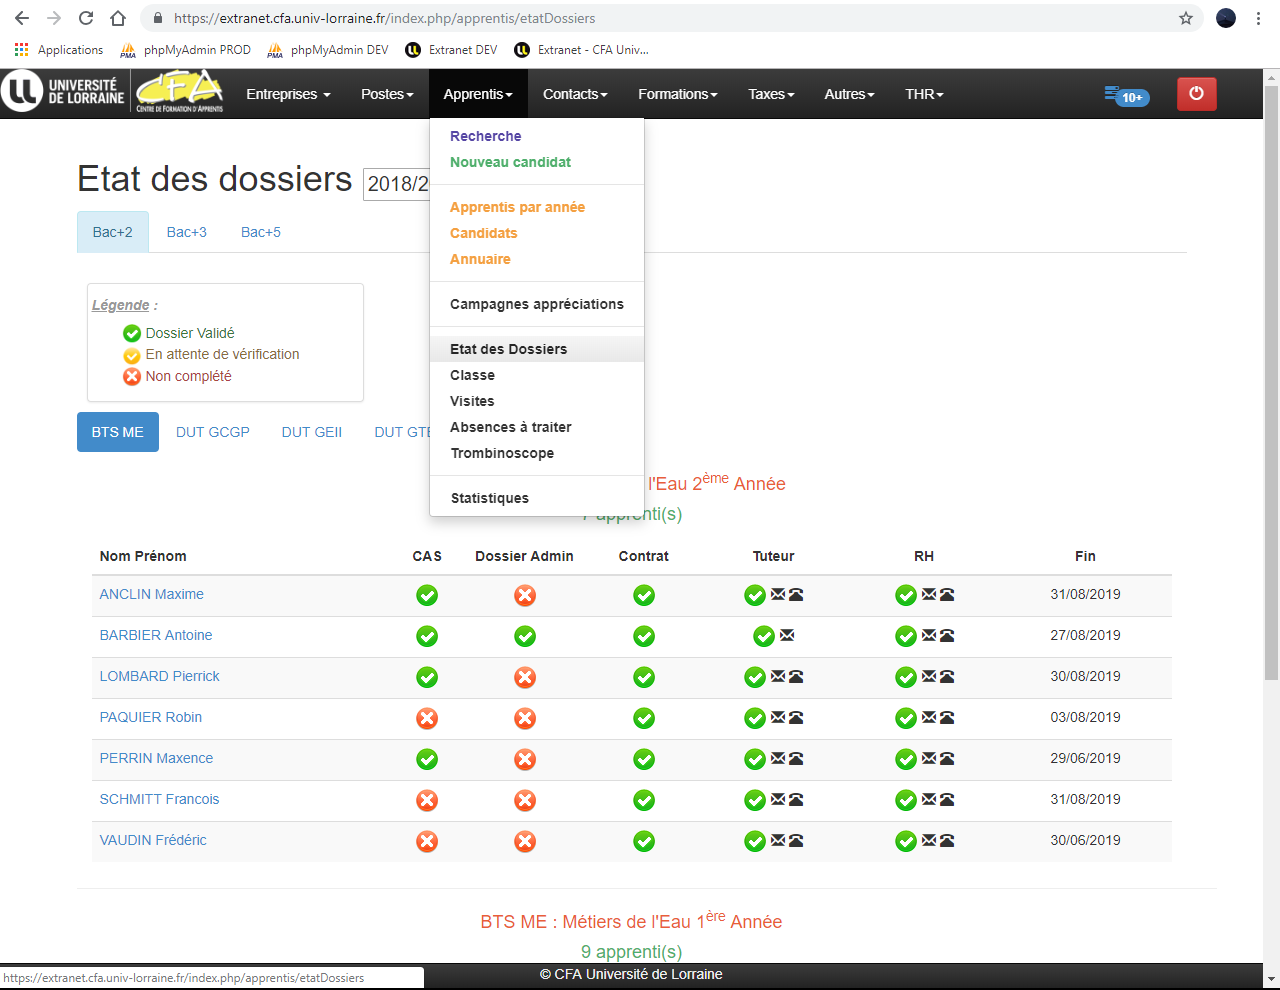 https://extranet.cfa.univ-lorraine.fr/index.php/apprentis/etatDossiers
Applications phpMyAdmin PROD phpMyAdmin DEV Extranet DEV Extranet - CFA Univ...
UNIVERSITÉ DE LORRAINE
CFA
CENTRE DE FORMATION D'APPRENTIS
Entreprises Postes Apprentis Contacts Formations Taxes Autres THR 10+
Recherche
Nouveau candidat
Apprentis par année
Candidats
Annuaire
Campagnes appréciations
Etat des Dossiers
Classe
Visites
Absences à traiter
Trombinoscope
Statistiques
Etat des dossiers 2018/2
Bac+2 Bac+3 Bac+5
Légende :
Dossier Validé
En attente de vérification
Non complété
BTS ME DUT GCGP DUT GEII DUT GTE
l'Eau 2ème Année
7 apprenti(s)
Nom Prénom CAS Dossier Admin Contrat Tuteur RH Fin
ANCLIN Maxime 31/08/2019
BARBIER Antoine 27/08/2019
LOMBARD Pierrick 30/08/2019
PAQUIER Robin 03/08/2019
PERRIN Maxence 29/06/2019
SCHMITT Francois 31/08/2019
VAUDIN Frédéric 30/06/2019
BTS ME : Métiers de l'Eau 1ère Année
9 apprenti(s)
© CFA Université de Lorraine
https://extranet.cfa.univ-lorraine.fr/index.php/apprentis/etatDossiers